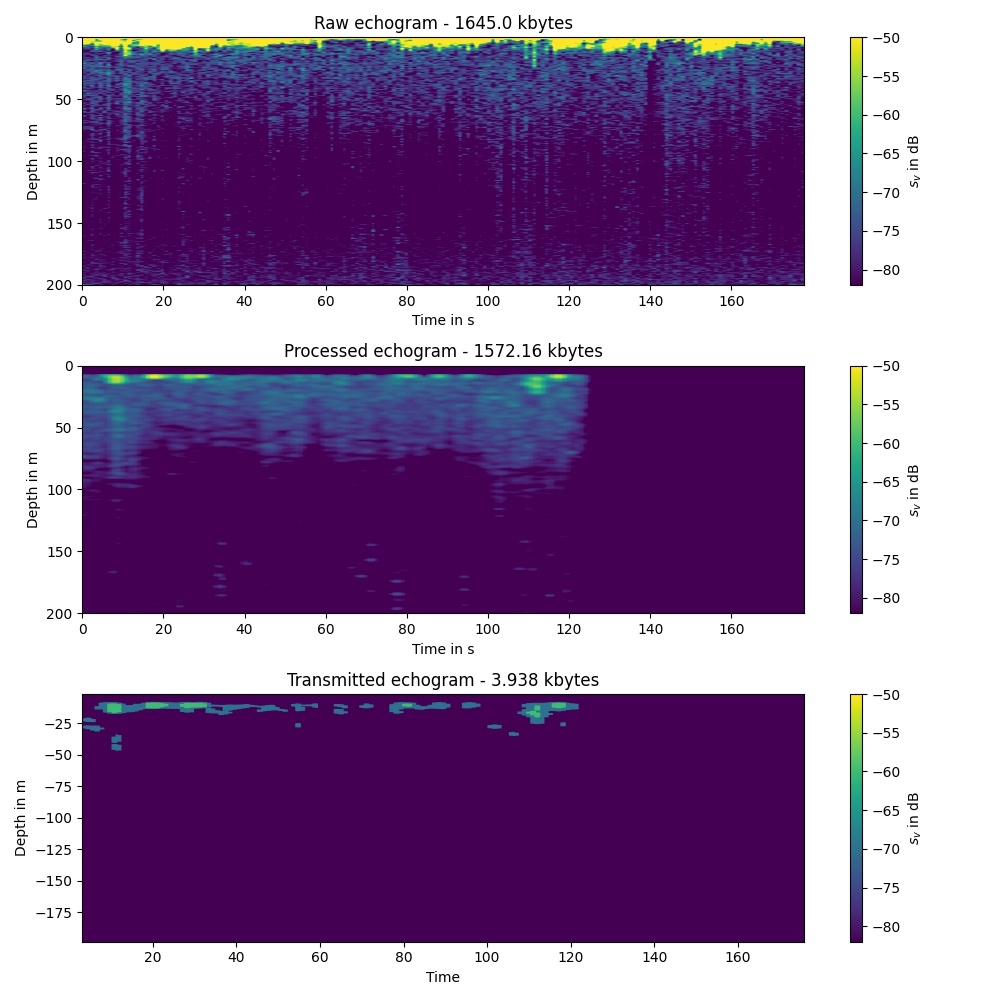 Raw echogram - 1645.0 kbytes
0
50
100
150
200
Depth in m
0 20 40 60 80 100 120 140 160
Time in s
−50
−55
−60
−65
−70
−75
−80
sv in dB
Processed echogram - 1572.16 kbytes
0
50
100
150
200
Depth in m
0 20 40 60 80 100 120 140 160
Time in s
−50
−55
−60
−65
−70
−75
−80
sv in dB
Transmitted echogram - 3.938 kbytes
−25
−50
−75
−100
−125
−150
−175
Depth in m
20 40 60 80 100 120 140 160
Time
−50
−55
−60
−65
−70
−75
−80
sv in dB